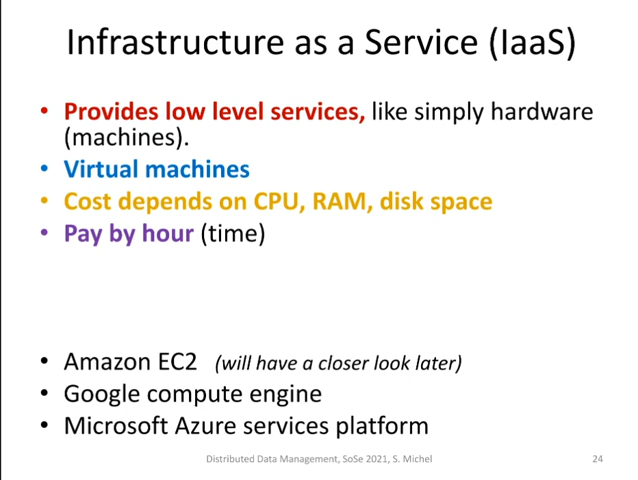 Infrastructure as a Service (IaaS)
• Provides low level services, like simply hardware
(machines).
• Virtual machines
• Cost depends on CPU, RAM, disk space
• Pay by hour (time)
• Amazon EC2 (will have a closer look later)
• Google compute engine
• Microsoft Azure services platform
Distributed Data Management, SoSe 2021, S. Michel 24